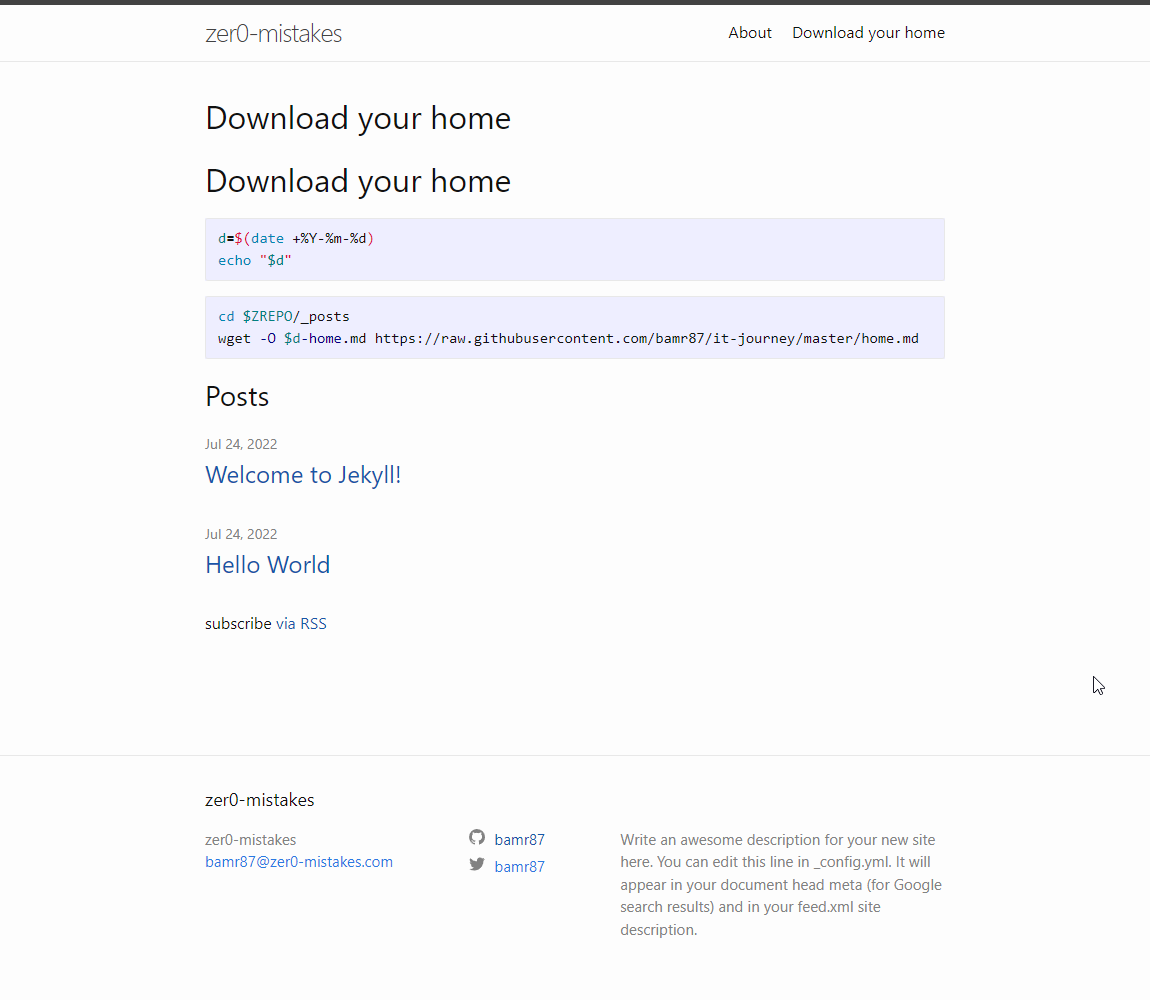 zer0-mistakes
About Download your home
Download your home
Download your home
d=$(date +%Y-%m-%d)
echo "$d"
cd $ZREPO/_posts
wget -O $d-home.md https://raw.githubusercontent.com/bamr87/it-journey/master/home.md
Posts
Jul 24, 2022
Welcome to Jekyll!
Jul 24, 2022
Hello World
subscribe via RSS
zer0-mistakes
zer0-mistakes
bamr87@zer0-mistakes.com
bamr87
bamr87
Write an awesome description for your new site
here. You can edit this line in _config.yml. It will
appear in your document head meta (for Google
search results) and in your feed.xml site
description.